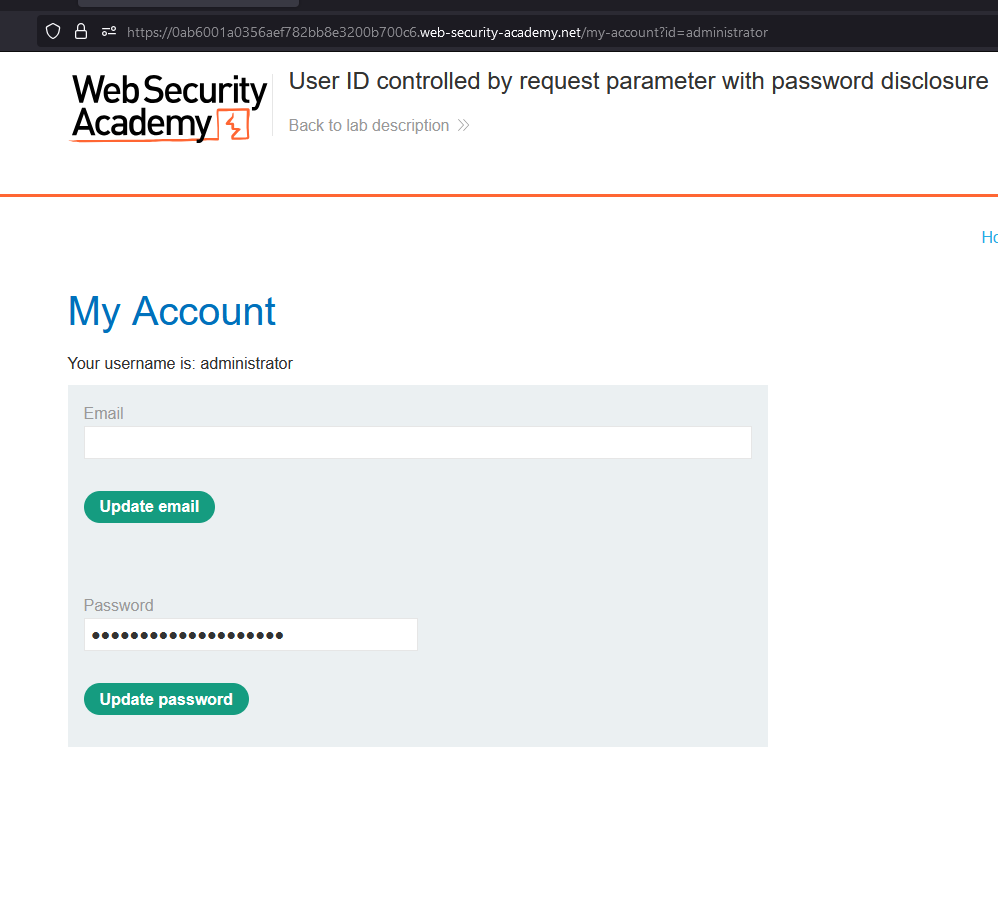 https://0ab6001a0356aef782bb8e3200b700c6.web-security-academy.net/my-account?id=administrator
Web Security
Academy
User ID controlled by request parameter with password disclosure
Back to lab description
My Account
Your username is: administrator
Email
Update email
Password
••••••••••••••••••••
Update password